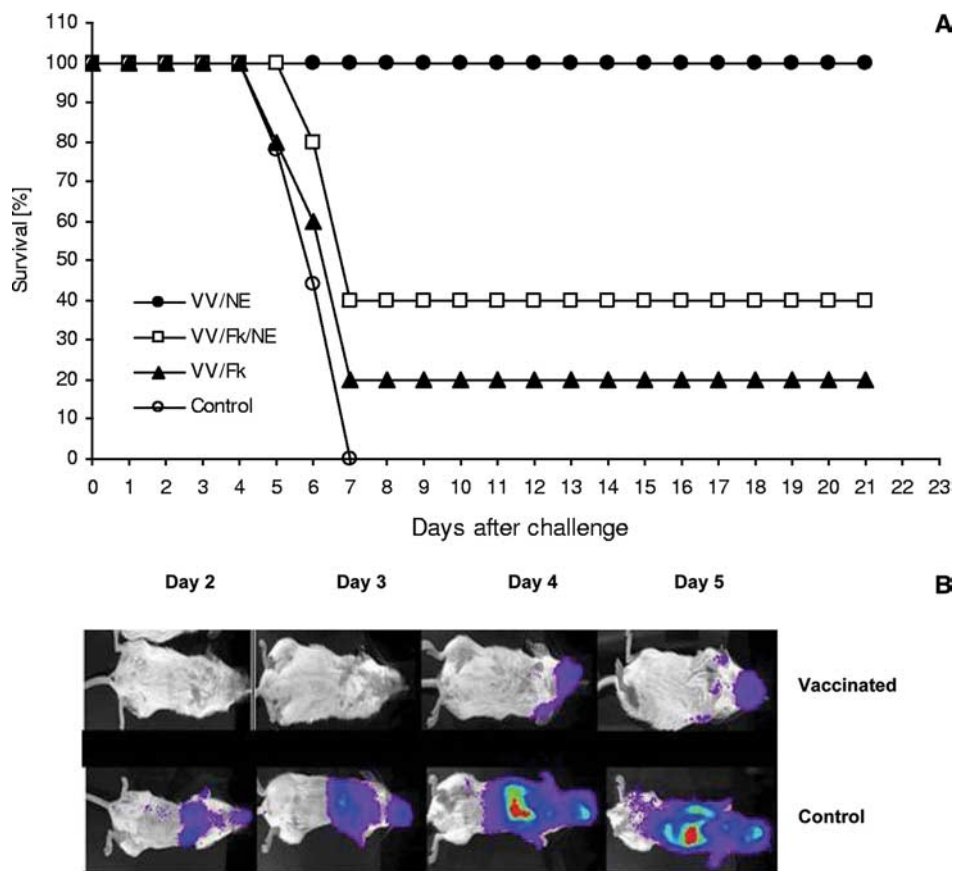 A
110
100
90
80
70
60
50
40
30
20
10
0
Survival [%]
VV/NE
VV/Fk/NE
VV/Fk
Control
0 1 2 3 4 5 6 7 8 9 10 11 12 13 14 15 16 17 18 19 20 21 22 23
Days after challenge
B
Day 2 Day 3 Day 4 Day 5
Vaccinated
Control